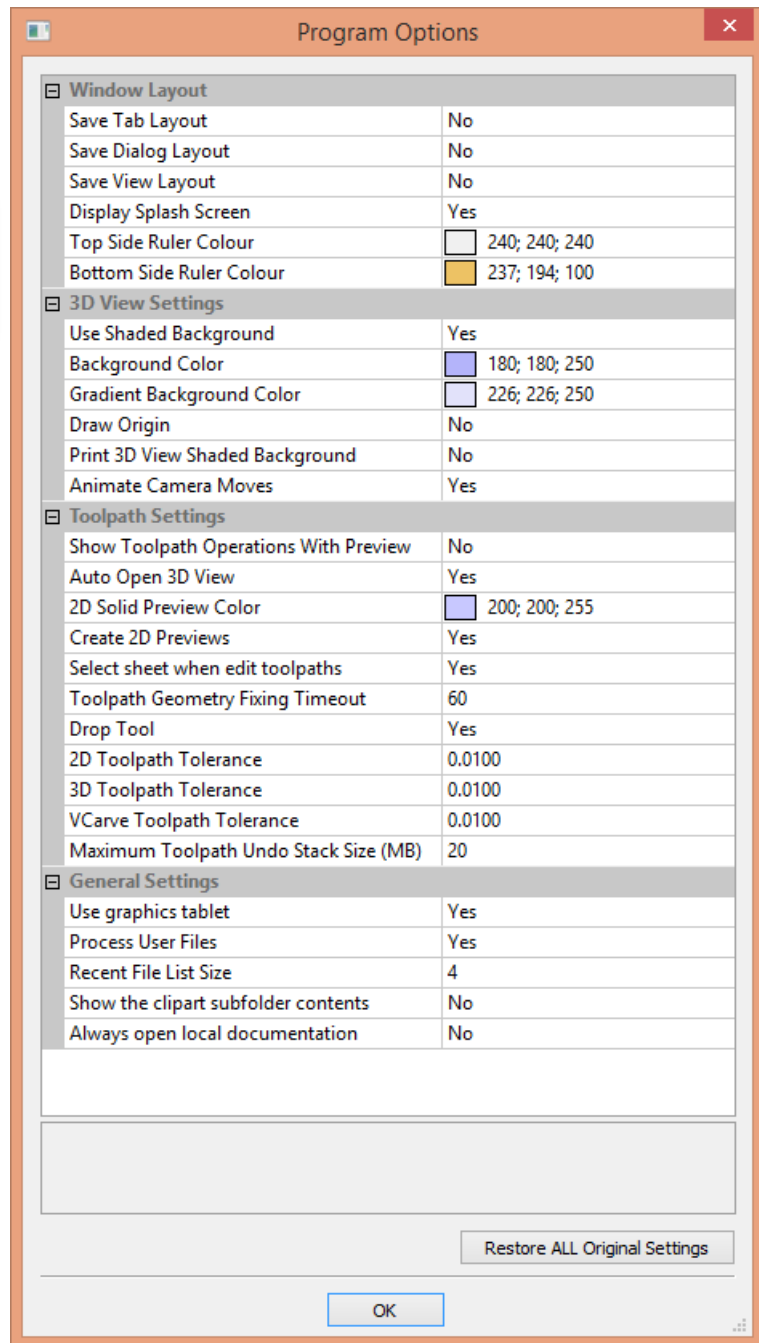 Program Options
Window Layout
Save Tab Layout No
Save Dialog Layout No
Save View Layout No
Display Splash Screen Yes
Top Side Ruler Colour 240; 240; 240
Bottom Side Ruler Colour 237; 194; 100
3D View Settings
Use Shaded Background Yes
Background Color 180; 180; 250
Gradient Background Color 226; 226; 250
Draw Origin No
Print 3D View Shaded Background No
Animate Camera Moves Yes
Toolpath Settings
Show Toolpath Operations With Preview No
Auto Open 3D View Yes
2D Solid Preview Color 200; 200; 255
Create 2D Previews Yes
Select sheet when edit toolpaths Yes
Toolpath Geometry Fixing Timeout 60
Drop Tool Yes
2D Toolpath Tolerance 0.0100
3D Toolpath Tolerance 0.0100
VCarve Toolpath Tolerance 0.0100
Maximum Toolpath Undo Stack Size (MB) 20
General Settings
Use graphics tablet Yes
Process User Files Yes
Recent File List Size 4
Show the clipart subfolder contents No
Always open local documentation No
Restore ALL Original Settings
OK